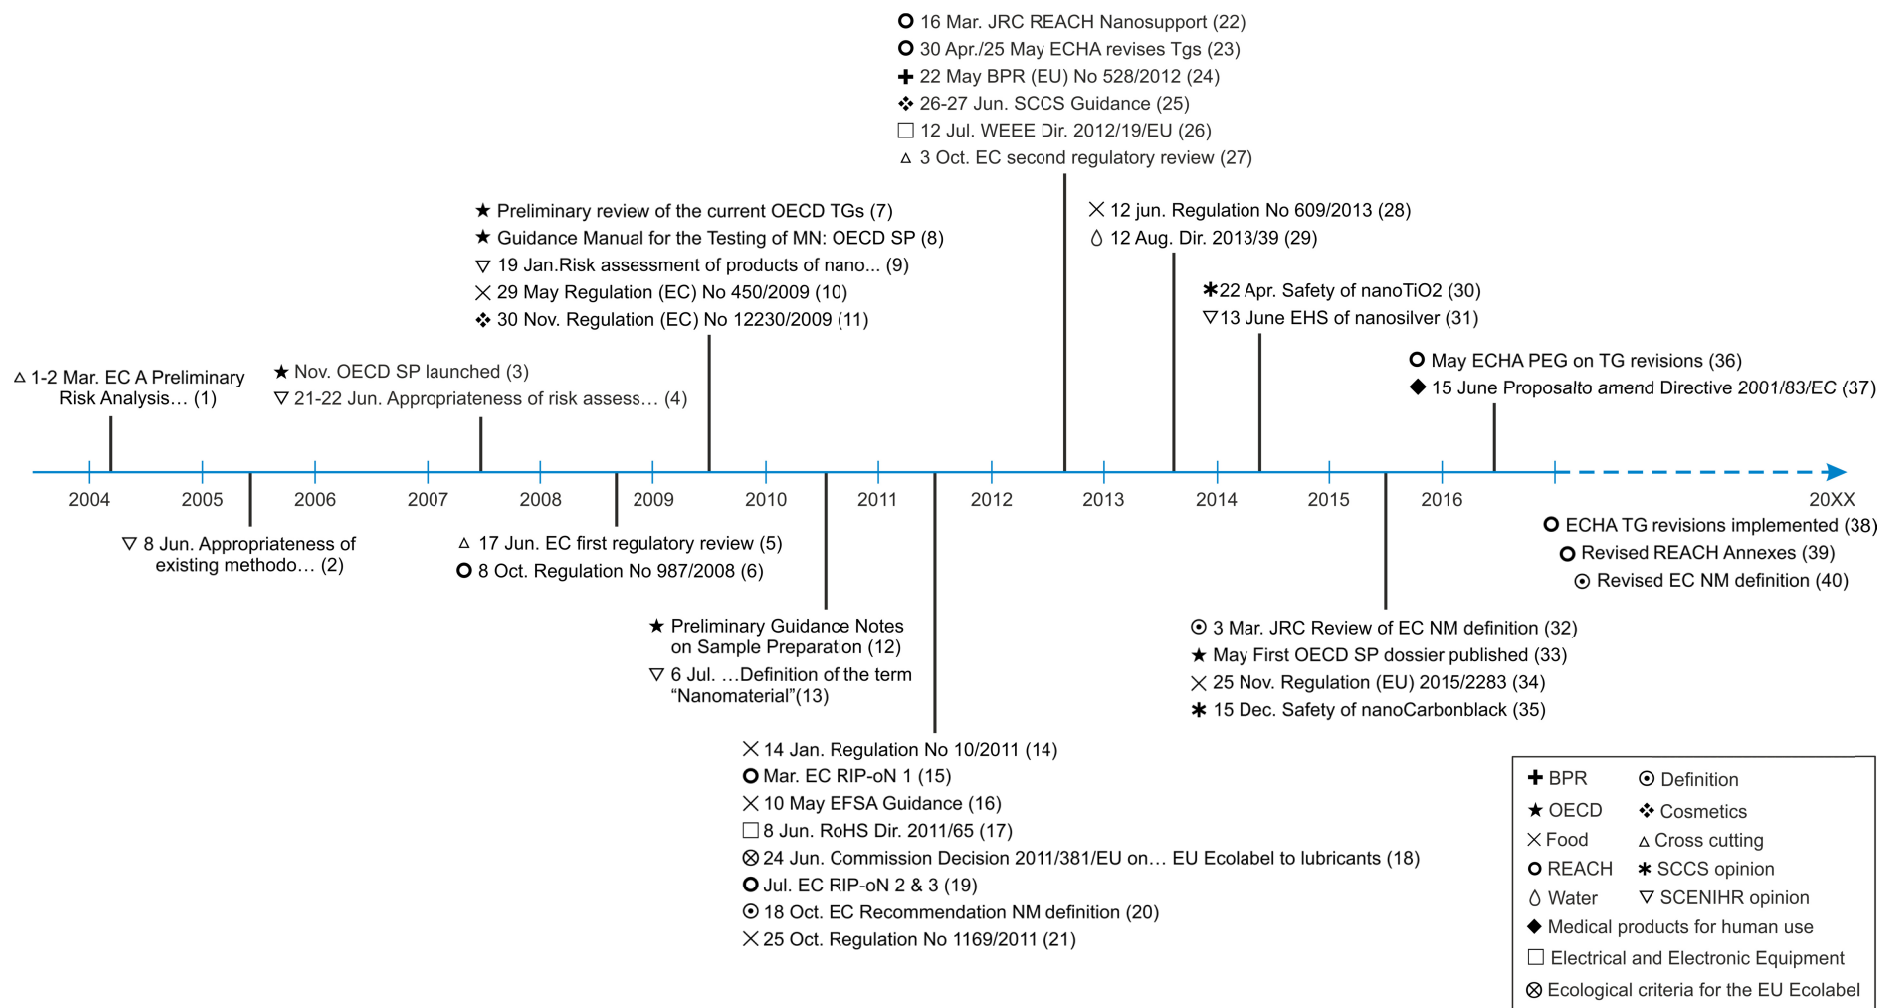 16 Mar. JRC REACH Nanosupport (22)
30 Apr./25 May ECHA revises Tgs (23)
22 May BPR (EU) No 528/2012 (24)
26-27 Jun. SCCS Guidance (25)
12 Jul. WEEE Dir. 2012/19/EU (26)
3 Oct. EC second regulatory review (27)
Preliminary review of the current OECD TGs (7)
Guidance Manual for the Testing of MN: OECD SP (8)
19 Jan.Risk assessment of products of nano... (9)
29 May Regulation (EC) No 450/2009 (10)
30 Nov. Regulation (EC) No 12230/2009 (11)
12 jun. Regulation No 609/2013 (28)
12 Aug. Dir. 2013/39 (29)
22 Apr. Safety of nanoTiO2 (30)
13 June EHS of nanosilver (31)
1-2 Mar. EC A Preliminary
Risk Analysis... (1)
Nov. OECD SP launched (3)
21-22 Jun. Appropriateness of risk assess... (4)
May ECHA PEG on TG revisions (36)
15 June Proposalto amend Directive 2001/83/EC (37)
2004 2005 2006 2007 2008 2009 2010 2011 2012 2013 2014 2015 2016 20XX
8 Jun. Appropriateness of
existing methodo... (2)
17 Jun. EC first regulatory review (5)
8 Oct. Regulation No 987/2008 (6)
ECHA TG revisions implemented (38)
Revised REACH Annexes (39)
Revised EC NM definition (40)
Preliminary Guidance Notes
on Sample Preparation (12)
6 Jul. ...Definition of the term
“Nanomaterial”(13)
3 Mar. JRC Review of EC NM definition (32)
May First OECD SP dossier published (33)
25 Nov. Regulation (EU) 2015/2283 (34)
15 Dec. Safety of nanoCarbonblack (35)
14 Jan. Regulation No 10/2011 (14)
Mar. EC RIP-oN 1 (15)
10 May EFSA Guidance (16)
8 Jun. RoHS Dir. 2011/65 (17)
24 Jun. Commission Decision 2011/381/EU on... EU Ecolabel to lubricants (18)
Jul. EC RIP-oN 2 & 3 (19)
18 Oct. EC Recommendation NM definition (20)
25 Oct. Regulation No 1169/2011 (21)
BPR Definition
OECD Cosmetics
Food Cross cutting
REACH SCCS opinion
Water SCENIHR opinion
Medical products for human use
Electrical and Electronic Equipment
Ecological criteria for the EU Ecolabel